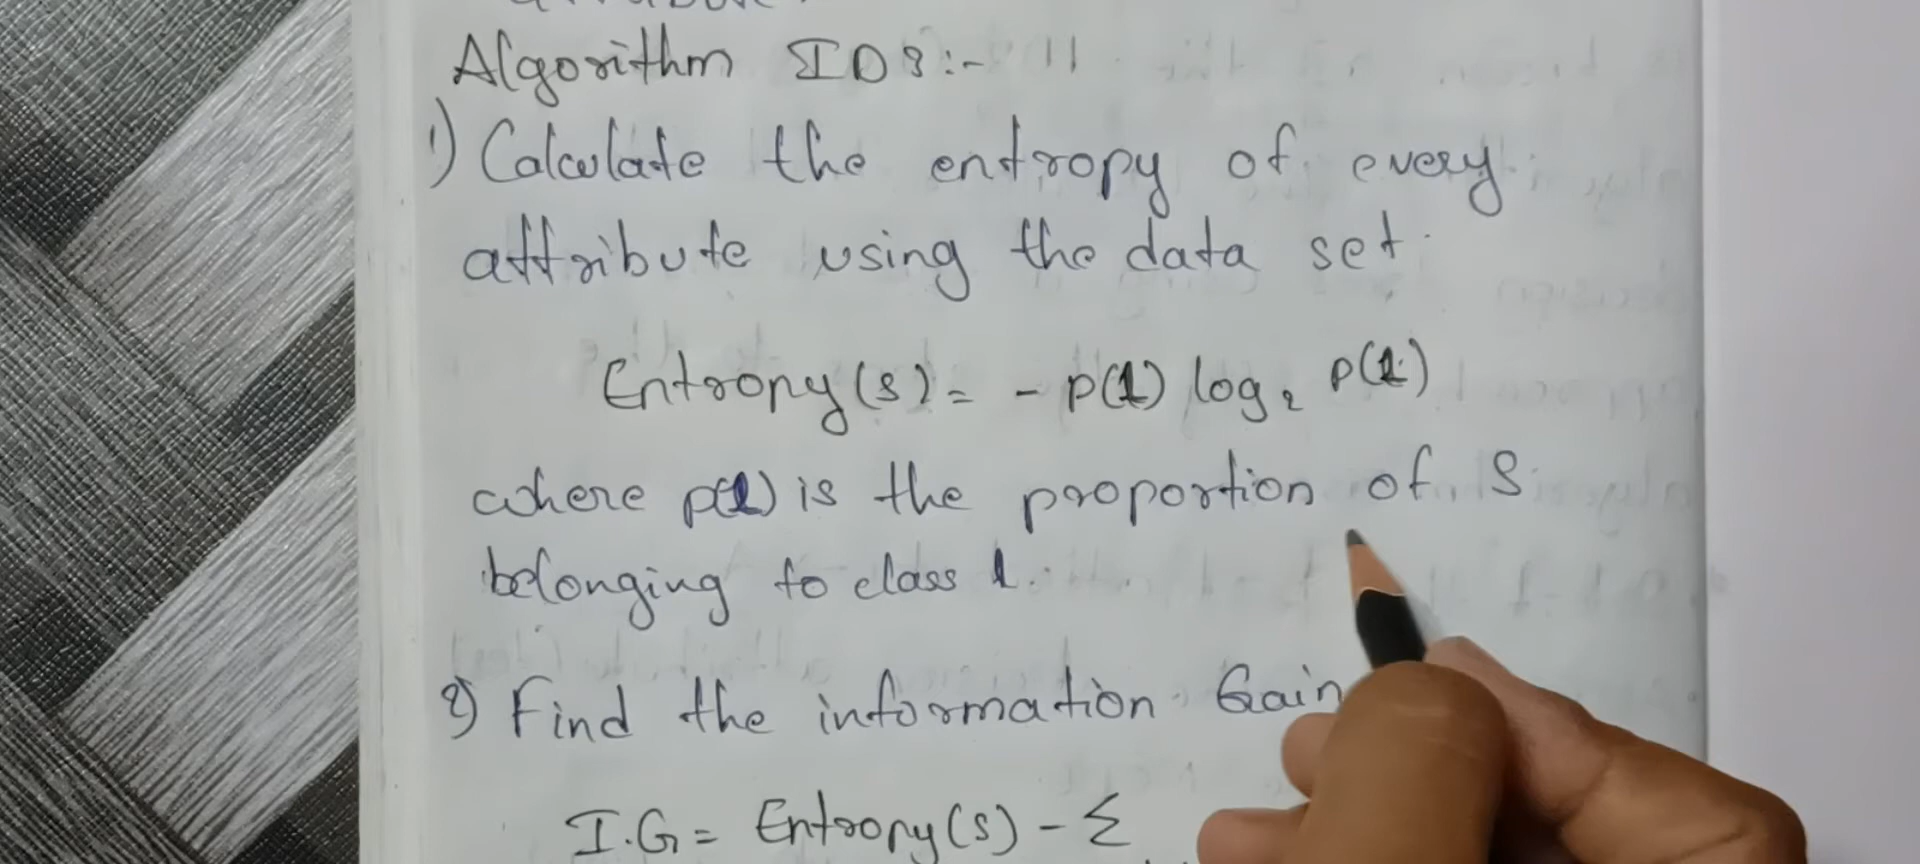 Algorithm ID3:-
1) Calculate the entropy of every
attribute using the data set.
Entropy(s) = - p(1) log₂ p(1)
where p(1) is the proportion of S
belonging to class 1.
2) Find the information Gain
I.G = Entropy(s) - Σ